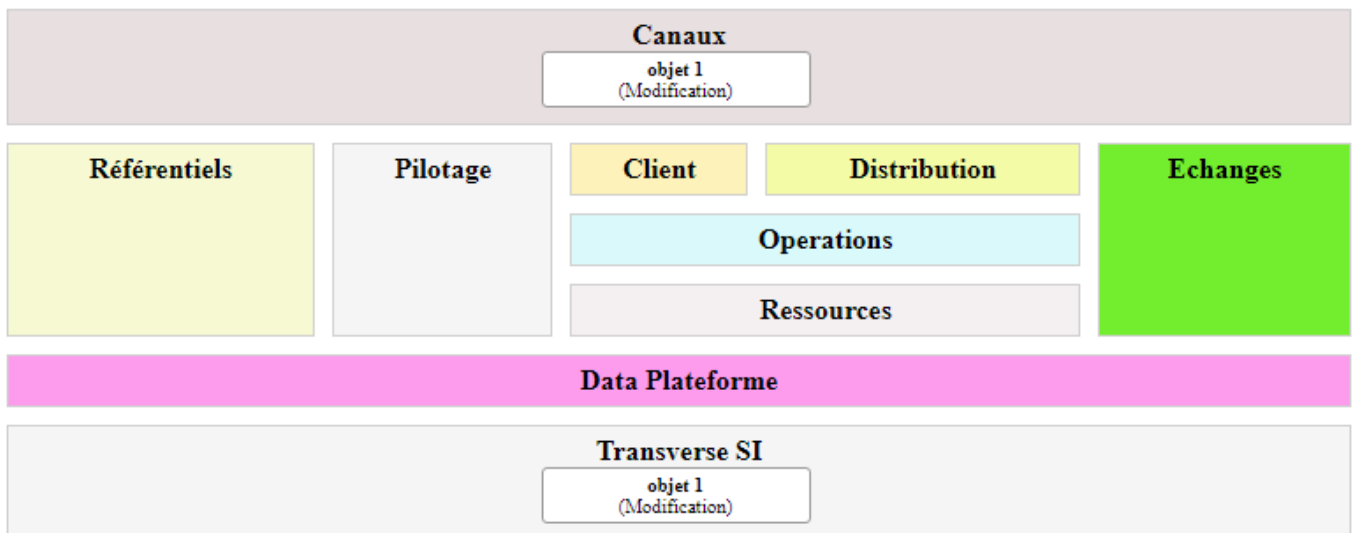 Canaux
objet 1
(Modification)
Référentiels
Pilotage
Client
Distribution
Echanges
Operations
Ressources
Data Plateforme
Transverse SI
objet 1
(Modification)